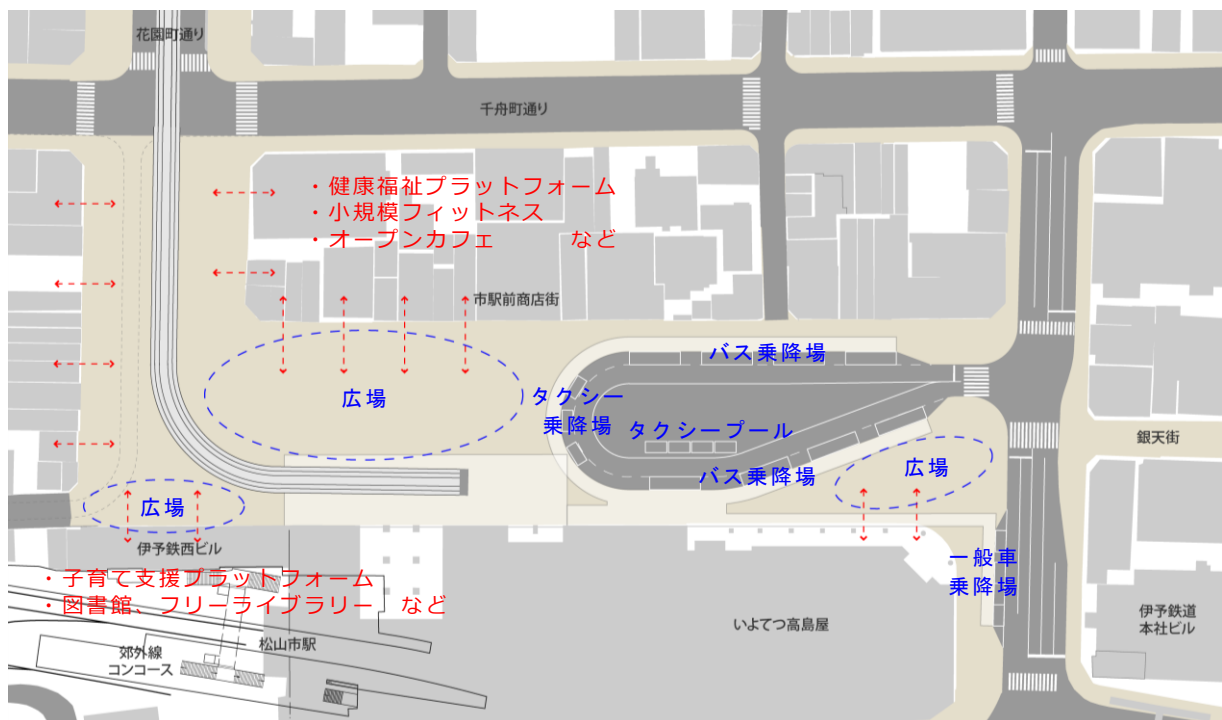 花園町通り
千舟町通り
・健康福祉プラットフォーム
・小規模フィットネス
・オープンカフェ　　など
市駅前商店街
バス乗降場
広場
タクシー
乗降場
タクシープール
銀天街
バス乗降場
広場
広場
伊予鉄西ビル
一般車
乗降場
・子育て支援プラットフォーム
・図書館、フリーライブラリー　など
いよてつ高島屋
伊予鉄道
本社ビル
松山市駅
郊外線
コンコース